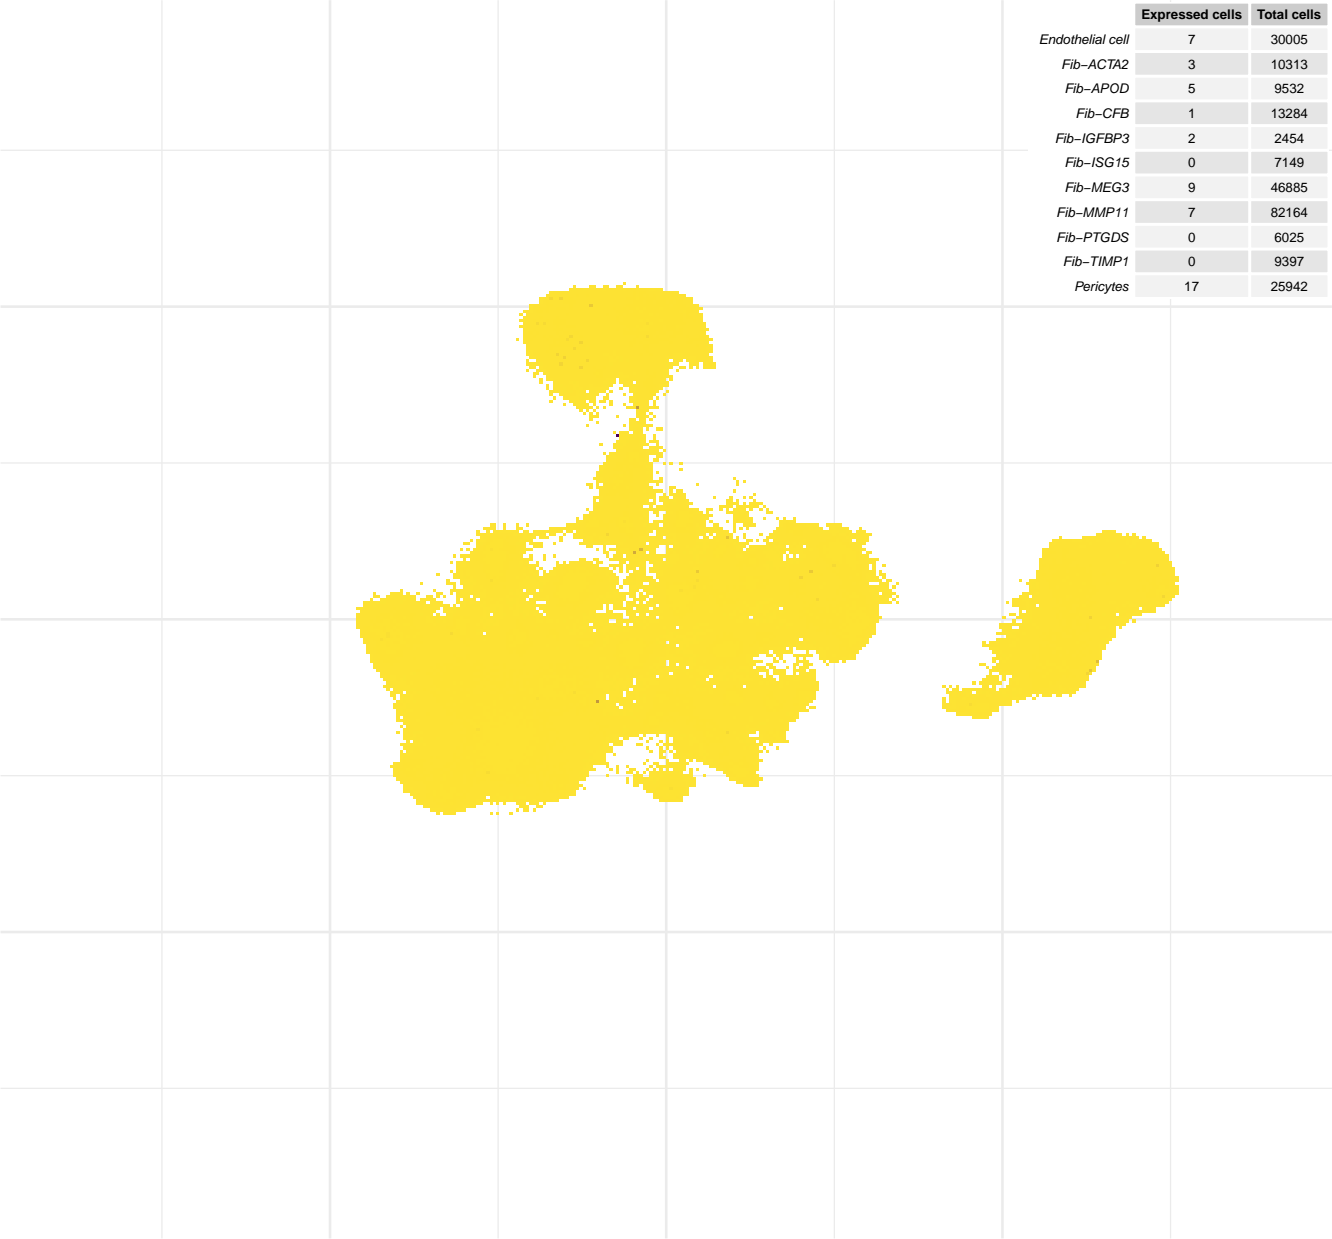 Expressed cells Total cells
Endothelial cell 7 30005
Fib−ACTA2 3 10313
Fib−APOD 5 9532
Fib−CFB 1 13284
Fib−IGFBP3 2 2454
Fib−ISG15 0 7149
Fib−MEG3 9 46885
Fib−MMP11 7 82164
Fib−PTGDS 0 6025
Fib−TIMP1 0 9397
Pericytes 17 25942